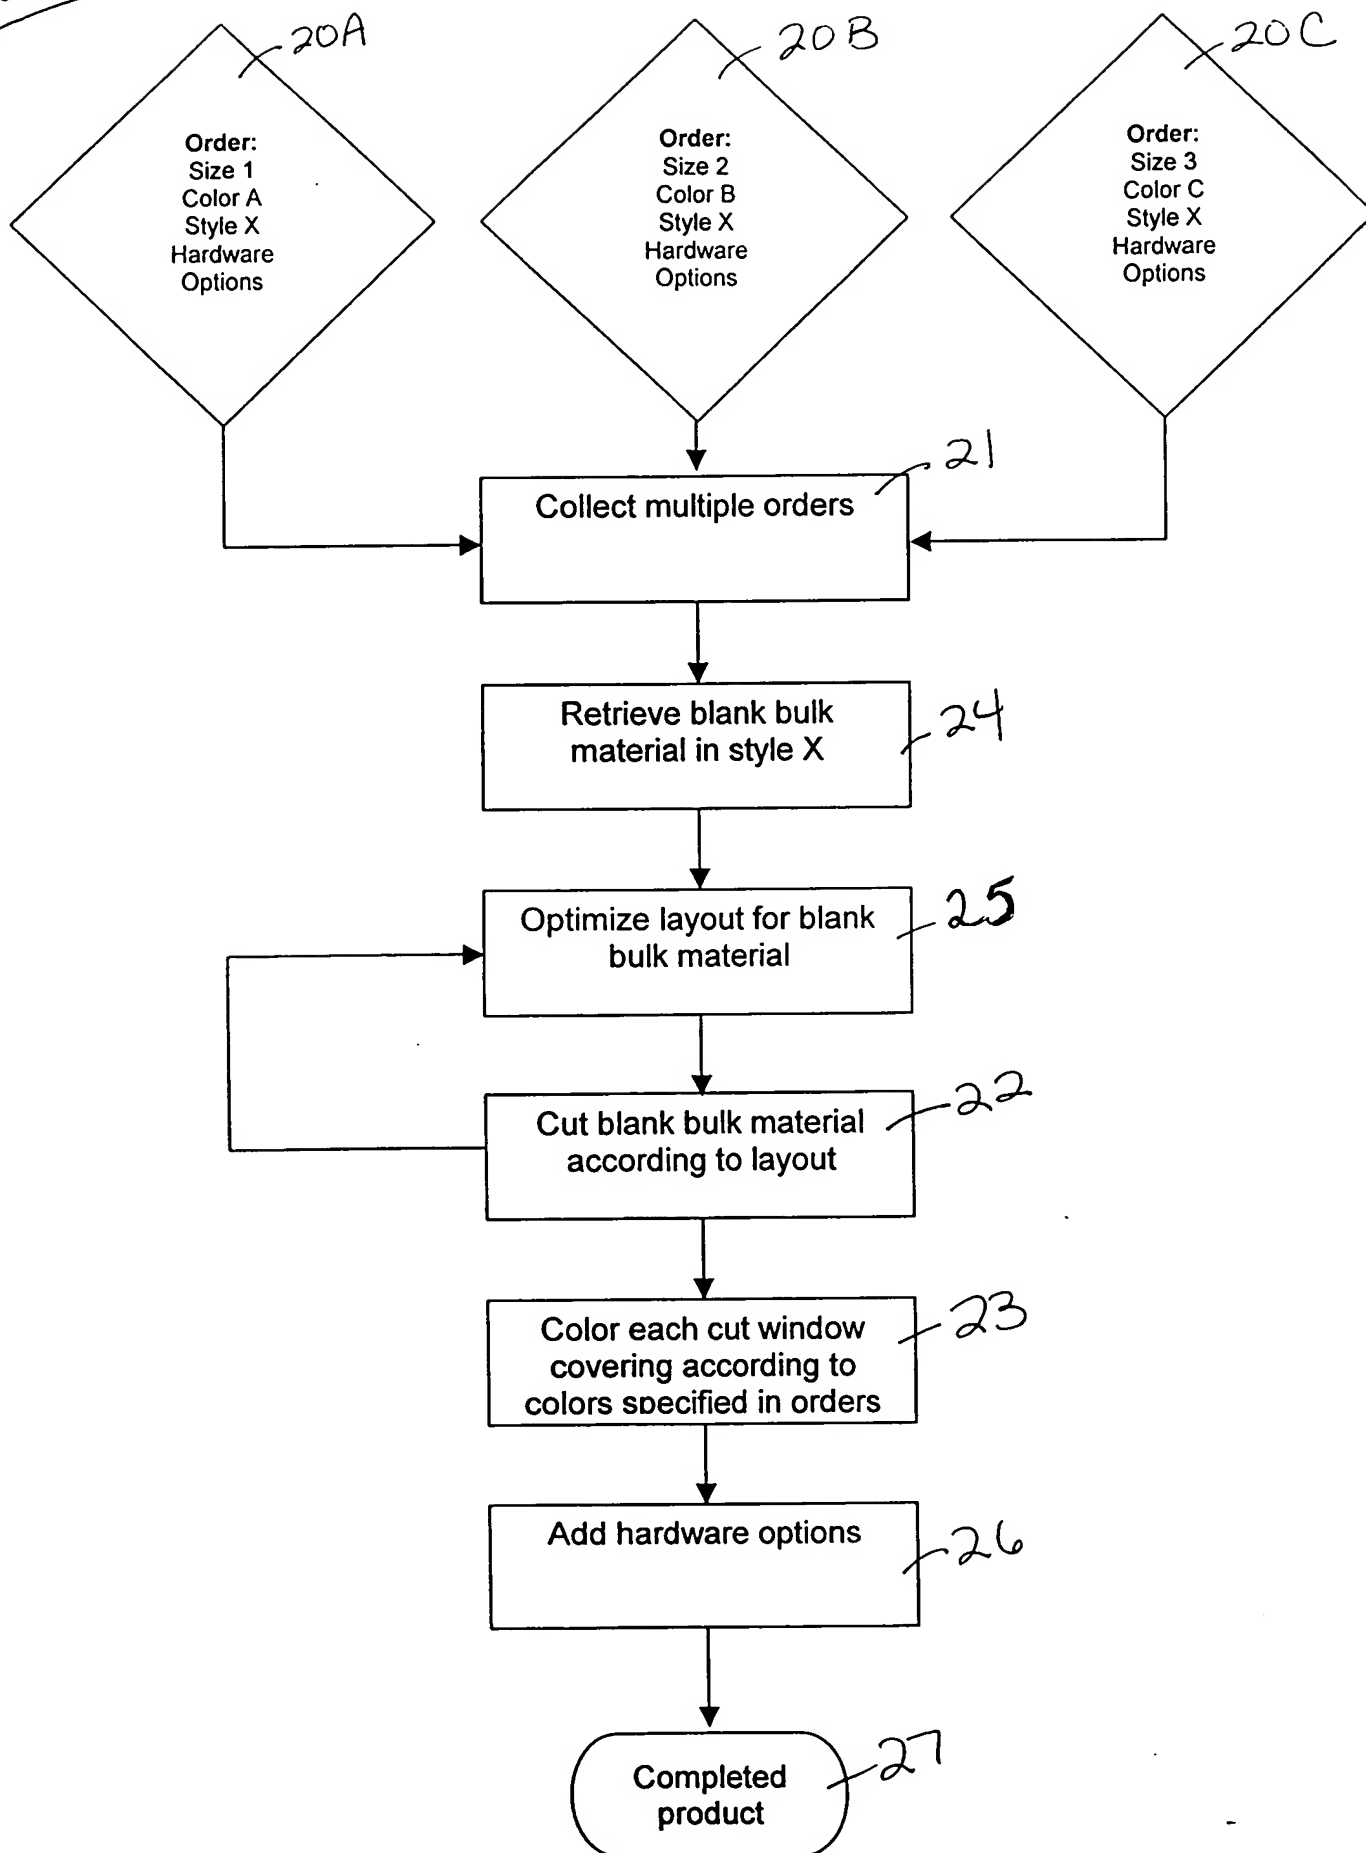 20A
20B
20C
Order:
Size 1
Color A
Style X
Hardware
Options
Order:
Size 2
Color B
Style X
Hardware
Options
Order:
Size 3
Color C
Style X
Hardware
Options
21
Collect multiple orders
24
Retrieve blank bulk
material in style X
25
Optimize layout for blank
bulk material
22
Cut blank bulk material
according to layout
23
Color each cut window
covering according to
colors specified in orders
26
Add hardware options
27
Completed
product